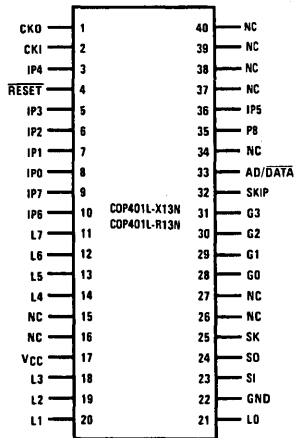 CKO 1 40 NC
CKI 2 39 NC
IP4 3 38 NC
RESET 4 37 NC
IP3 5 36 IP5
IP2 6 35 P8
IP1 7 34 NC
IP0 8 33 AD/DATA
IP7 9 32 SKIP
IP6 10 COP401L-X13N 31 G3
L7 11 COP401L-R13N 30 G2
L6 12 29 G1
L5 13 28 G0
L4 14 27 NC
NC 15 26 NC
NC 16 25 SK
VCC 17 24 SO
L3 18 23 SI
L2 19 22 GND
L1 20 21 L0